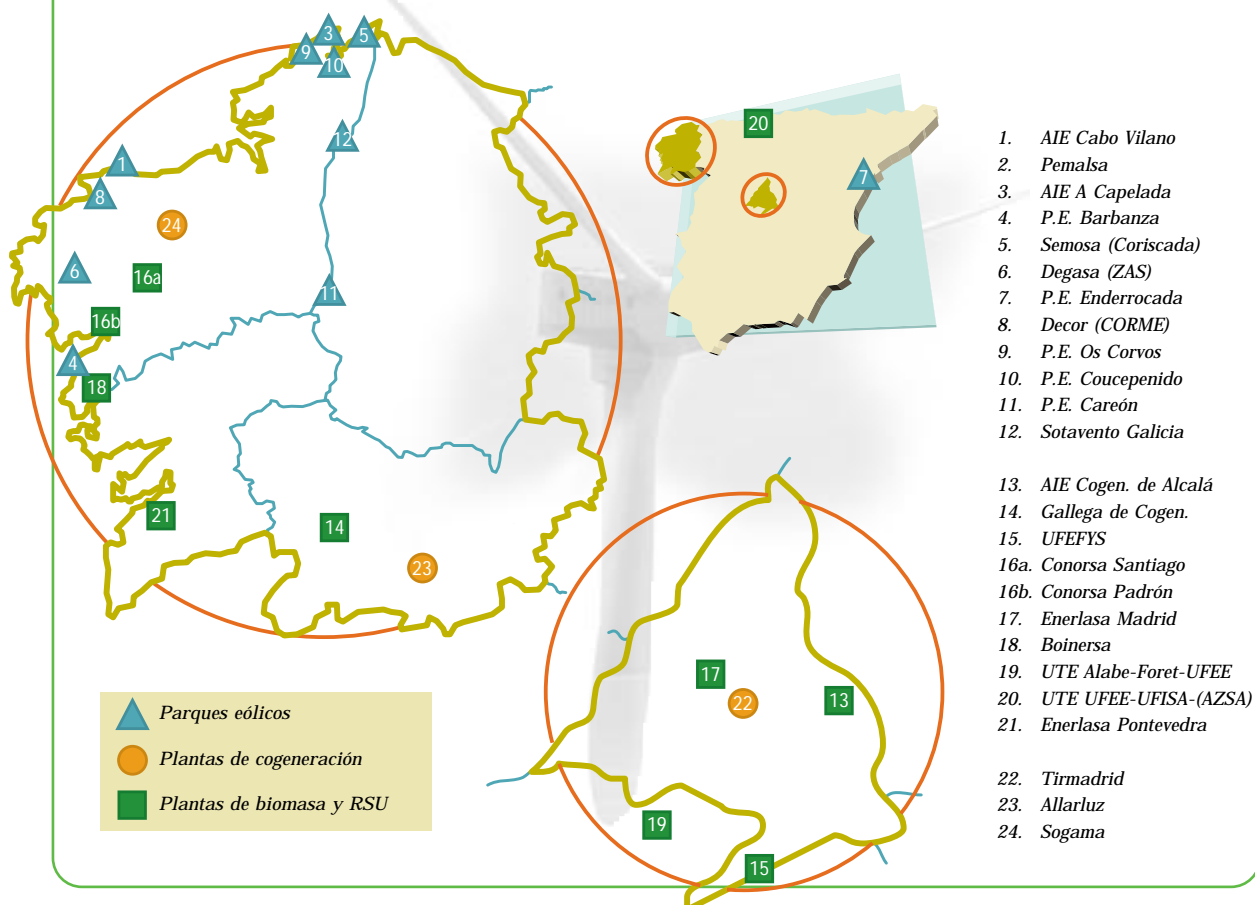 3
5
9
10
12
1
8
24
6
16a
11
16b
4
18
21
14
23
20
7
1. AIE Cabo Vilano
2. Pemalsa
3. AIE A Capelada
4. P.E. Barbanza
5. Semosa (Coriscada)
6. Degasa (ZAS)
7. P.E. Enderrocada
8. Decor (CORME)
9. P.E. Os Corvos
10. P.E. Coucepenido
11. P.E. Careón
12. Sotavento Galicia
13. AIE Cogen. de Alcalá
14. Gallega de Cogen.
15. UFEFYS
16a. Conorsa Santiago
16b. Conorsa Padrón
17. Enerlasa Madrid
18. Boinersa
19. UTE Alabe-Foret-UFEE
20. UTE UFEE-UFISA-(AZSA)
21. Enerlasa Pontevedra
22. Tirmadrid
23. Allarluz
24. Sogama
17
22
13
19
15
Parques eólicos
Plantas de cogeneración
Plantas de biomasa y RSU